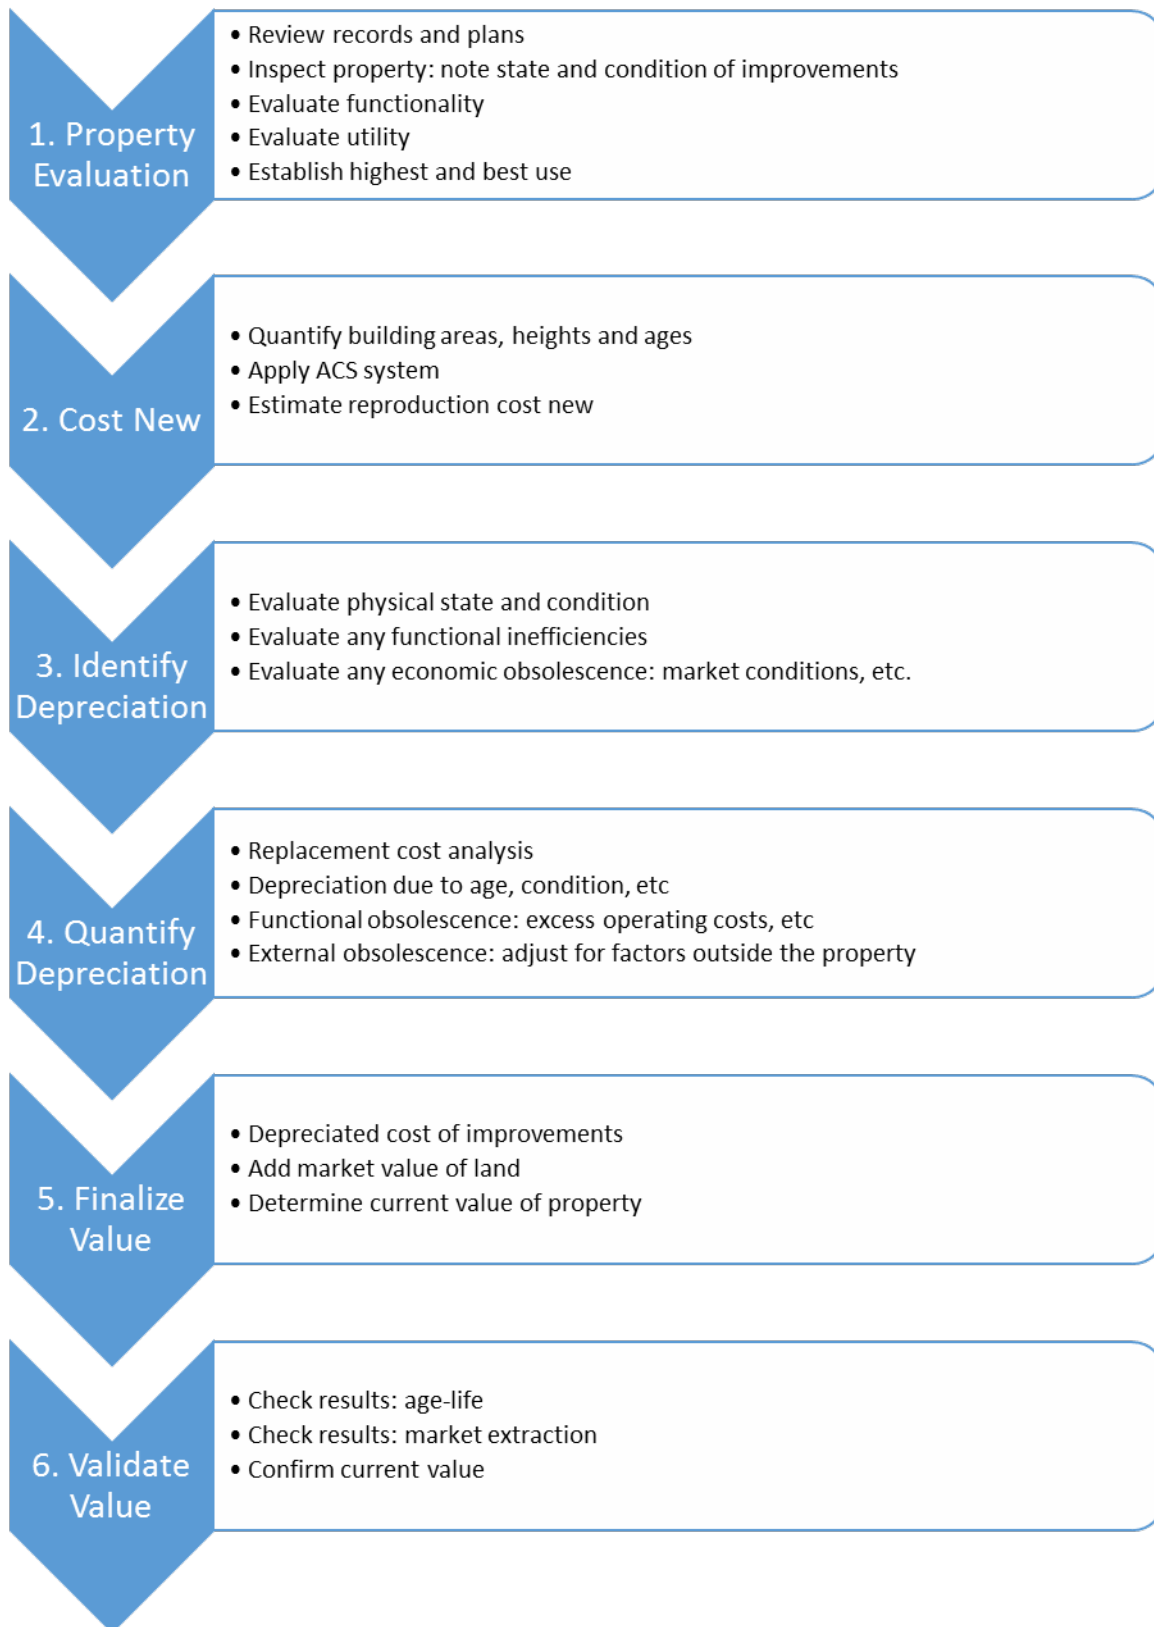 1. Property
Evaluation
• Review records and plans
• Inspect property: note state and condition of improvements
• Evaluate functionality
• Evaluate utility
• Establish highest and best use
2. Cost New
• Quantify building areas, heights and ages
• Apply ACS system
• Estimate reproduction cost new
3. Identify
Depreciation
• Evaluate physical state and condition
• Evaluate any functional inefficiencies
• Evaluate any economic obsolescence: market conditions, etc.
4. Quantify
Depreciation
• Replacement cost analysis
• Depreciation due to age, condition, etc
• Functional obsolescence: excess operating costs, etc
• External obsolescence: adjust for factors outside the property
5. Finalize
Value
• Depreciated cost of improvements
• Add market value of land
• Determine current value of property
6. Validate
Value
• Check results: age-life
• Check results: market extraction
• Confirm current value